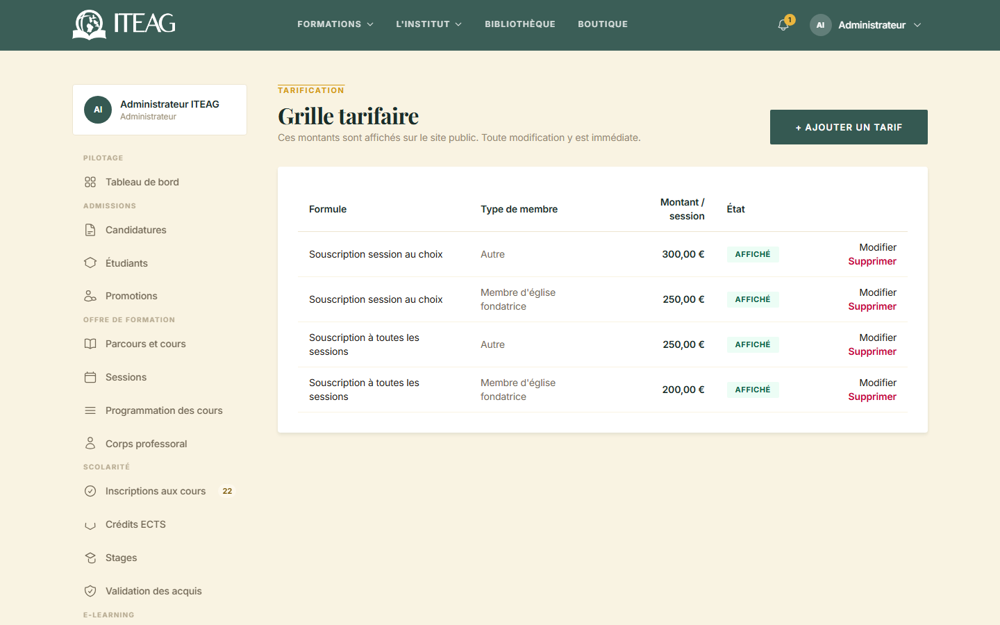 ITEAG
FORMATIONS
L'INSTITUT
BIBLIOTHÈQUE
BOUTIQUE
1
AI
Administrateur
AI
Administrateur ITEAG
Administrateur
PILOTAGE
Tableau de bord
ADMISSIONS
Candidatures
Étudiants
Promotions
OFFRE DE FORMATION
Parcours et cours
Sessions
Programmation des cours
Corps professoral
SCOLARITÉ
Inscriptions aux cours 22
Crédits ECTS
Stages
Validation des acquis
E-LEARNING
TARIFICATION
Grille tarifaire
Ces montants sont affichés sur le site public. Toute modification y est immédiate.
+ AJOUTER UN TARIF
Formule
Type de membre
Montant /
session
État
Souscription session au choix
Autre
300,00 €
AFFICHÉ
Modifier
Supprimer
Souscription session au choix
Membre d'église
fondatrice
250,00 €
AFFICHÉ
Modifier
Supprimer
Souscription à toutes les
sessions
Autre
250,00 €
AFFICHÉ
Modifier
Supprimer
Souscription à toutes les
sessions
Membre d'église
fondatrice
200,00 €
AFFICHÉ
Modifier
Supprimer